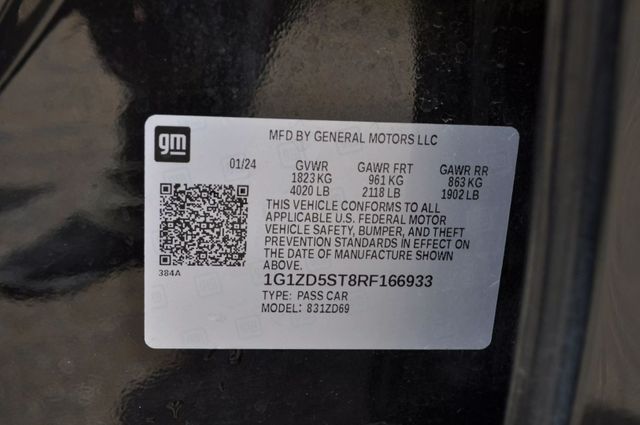 gm
MFD BY GENERAL MOTORS LLC
01/24 GVWR GAWR FRT GAWR RR
1823 KG 961 KG 863 KG
4020 LB 2118 LB 1902 LB
THIS VEHICLE CONFORMS TO ALL
APPLICABLE U.S. FEDERAL MOTOR
VEHICLE SAFETY, BUMPER, AND THEFT
PREVENTION STANDARDS IN EFFECT ON
THE DATE OF MANUFACTURE SHOWN
ABOVE.
384A
1G1ZD5ST8RF166933
TYPE: PASS CAR
MODEL: 831ZD69